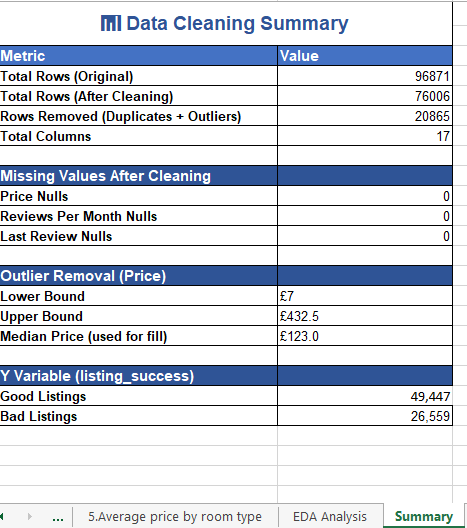 Data Cleaning Summary
Metric Value
Total Rows (Original) 96871
Total Rows (After Cleaning) 76006
Rows Removed (Duplicates + Outliers) 20865
Total Columns 17
Missing Values After Cleaning
Price Nulls 0
Reviews Per Month Nulls 0
Last Review Nulls 0
Outlier Removal (Price)
Lower Bound £7
Upper Bound £432.5
Median Price (used for fill) £123.0
Y Variable (listing_success)
Good Listings 49,447
Bad Listings 26,559
... 5.Average price by room type EDA Analysis Summary